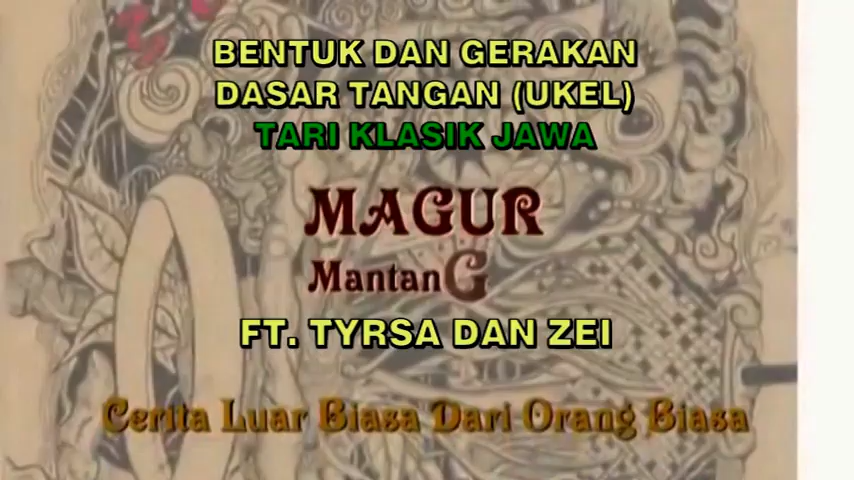 BENTUK DAN GERAKAN
DASAR TANGAN (UKEL)
TARI KLASIK JAWA
MAGUR
MantanG
FT. TYRSA DAN ZEI
Cerita Luar Biasa Dari Orang Biasa